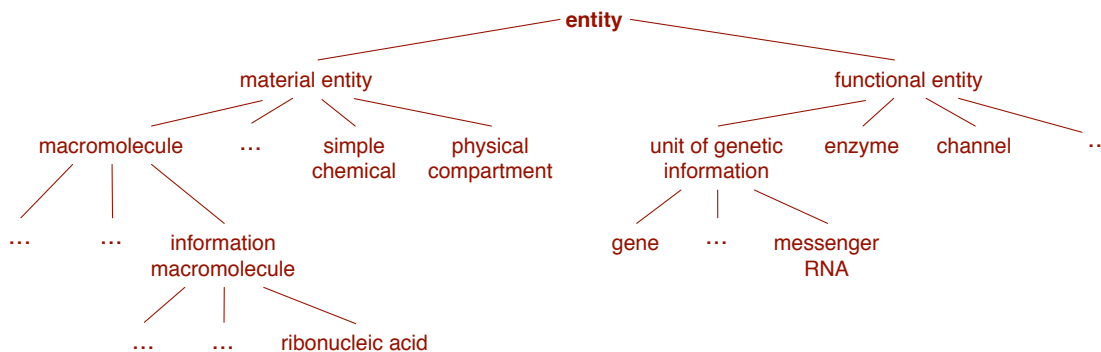 entity
material entity
functional entity
macromolecule
...
simple
chemical
physical
compartment
unit of genetic
information
enzyme
channel
..
...
...
information
macromolecule
gene
...
messenger
RNA
...
...
ribonucleic acid